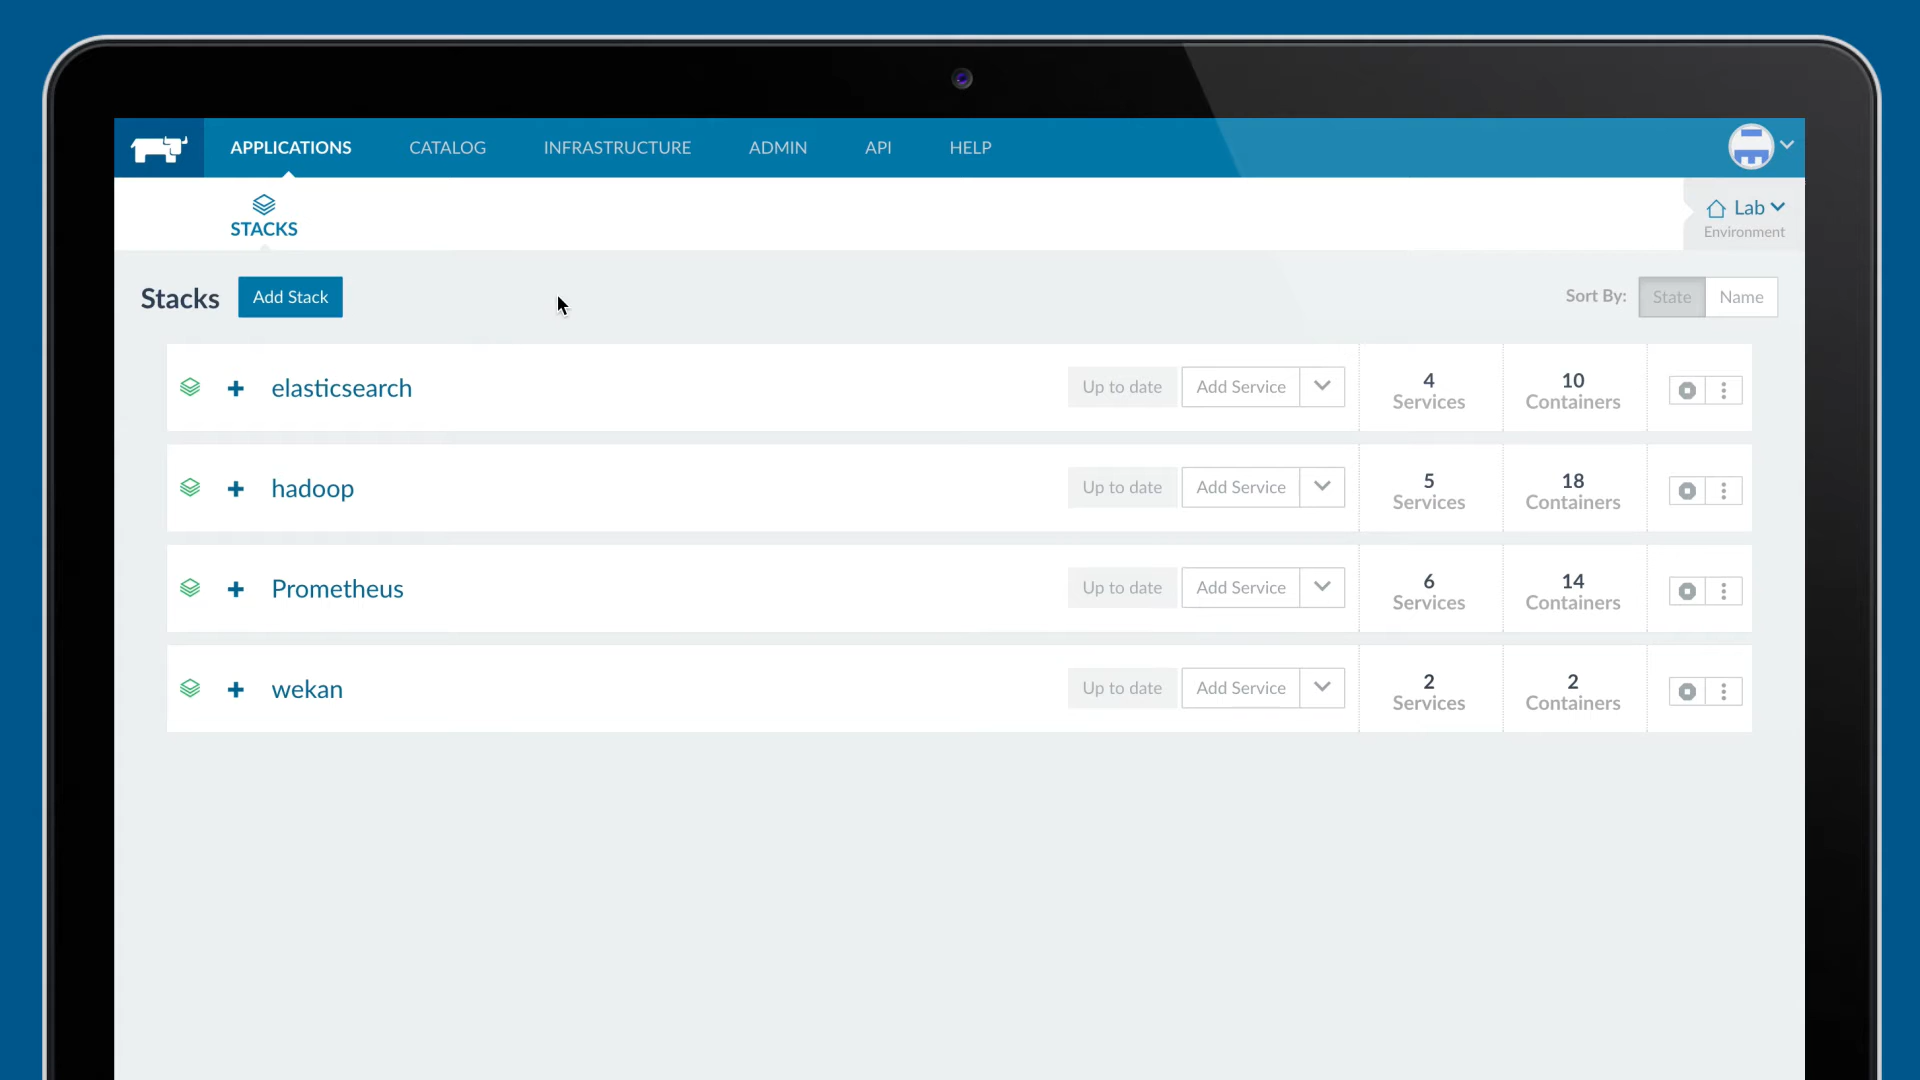 APPLICATIONS CATALOG INFRASTRUCTURE ADMIN API HELP
STACKS
Lab
Environment
Stacks Add Stack
Sort By: State Name
elasticsearch Up to date Add Service 4 Services 10 Containers
hadoop Up to date Add Service 5 Services 18 Containers
Prometheus Up to date Add Service 6 Services 14 Containers
wekan Up to date Add Service 2 Services 2 Containers